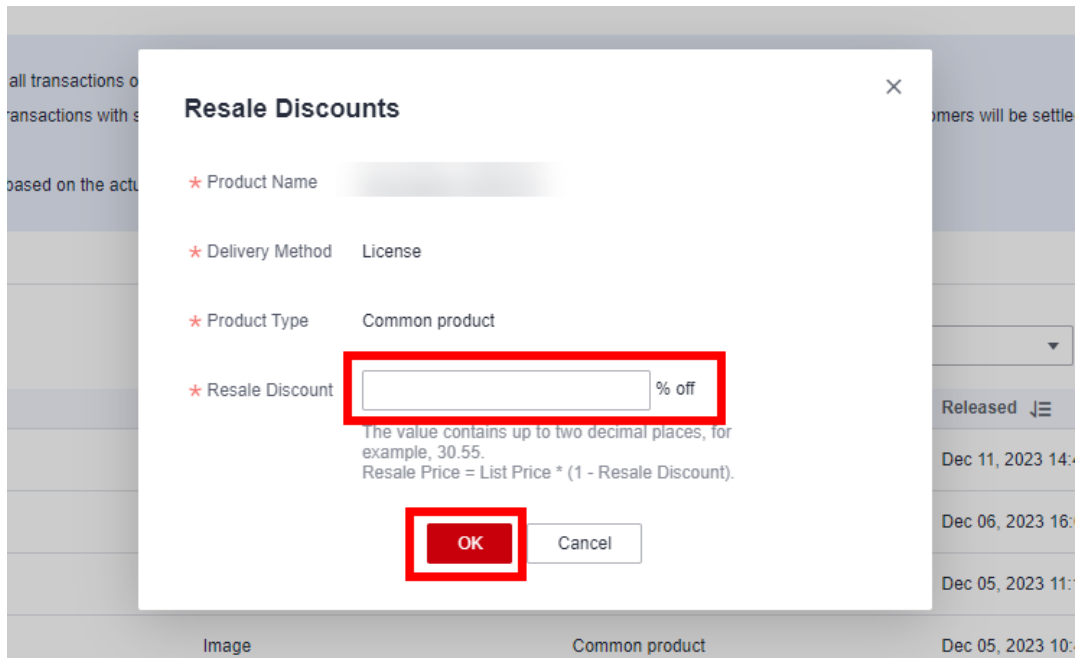 all transactions o
ransactions with s
omers will be settle
based on the actu
Resale Discounts
* Product Name
* Delivery Method License
* Product Type Common product
* Resale Discount % off
The value contains up to two decimal places, for
example, 30.55.
Resale Price = List Price * (1 - Resale Discount).
OK Cancel
Released
Dec 11, 2023 14:
Dec 06, 2023 16:
Dec 05, 2023 11:
Image Common product Dec 05, 2023 10: